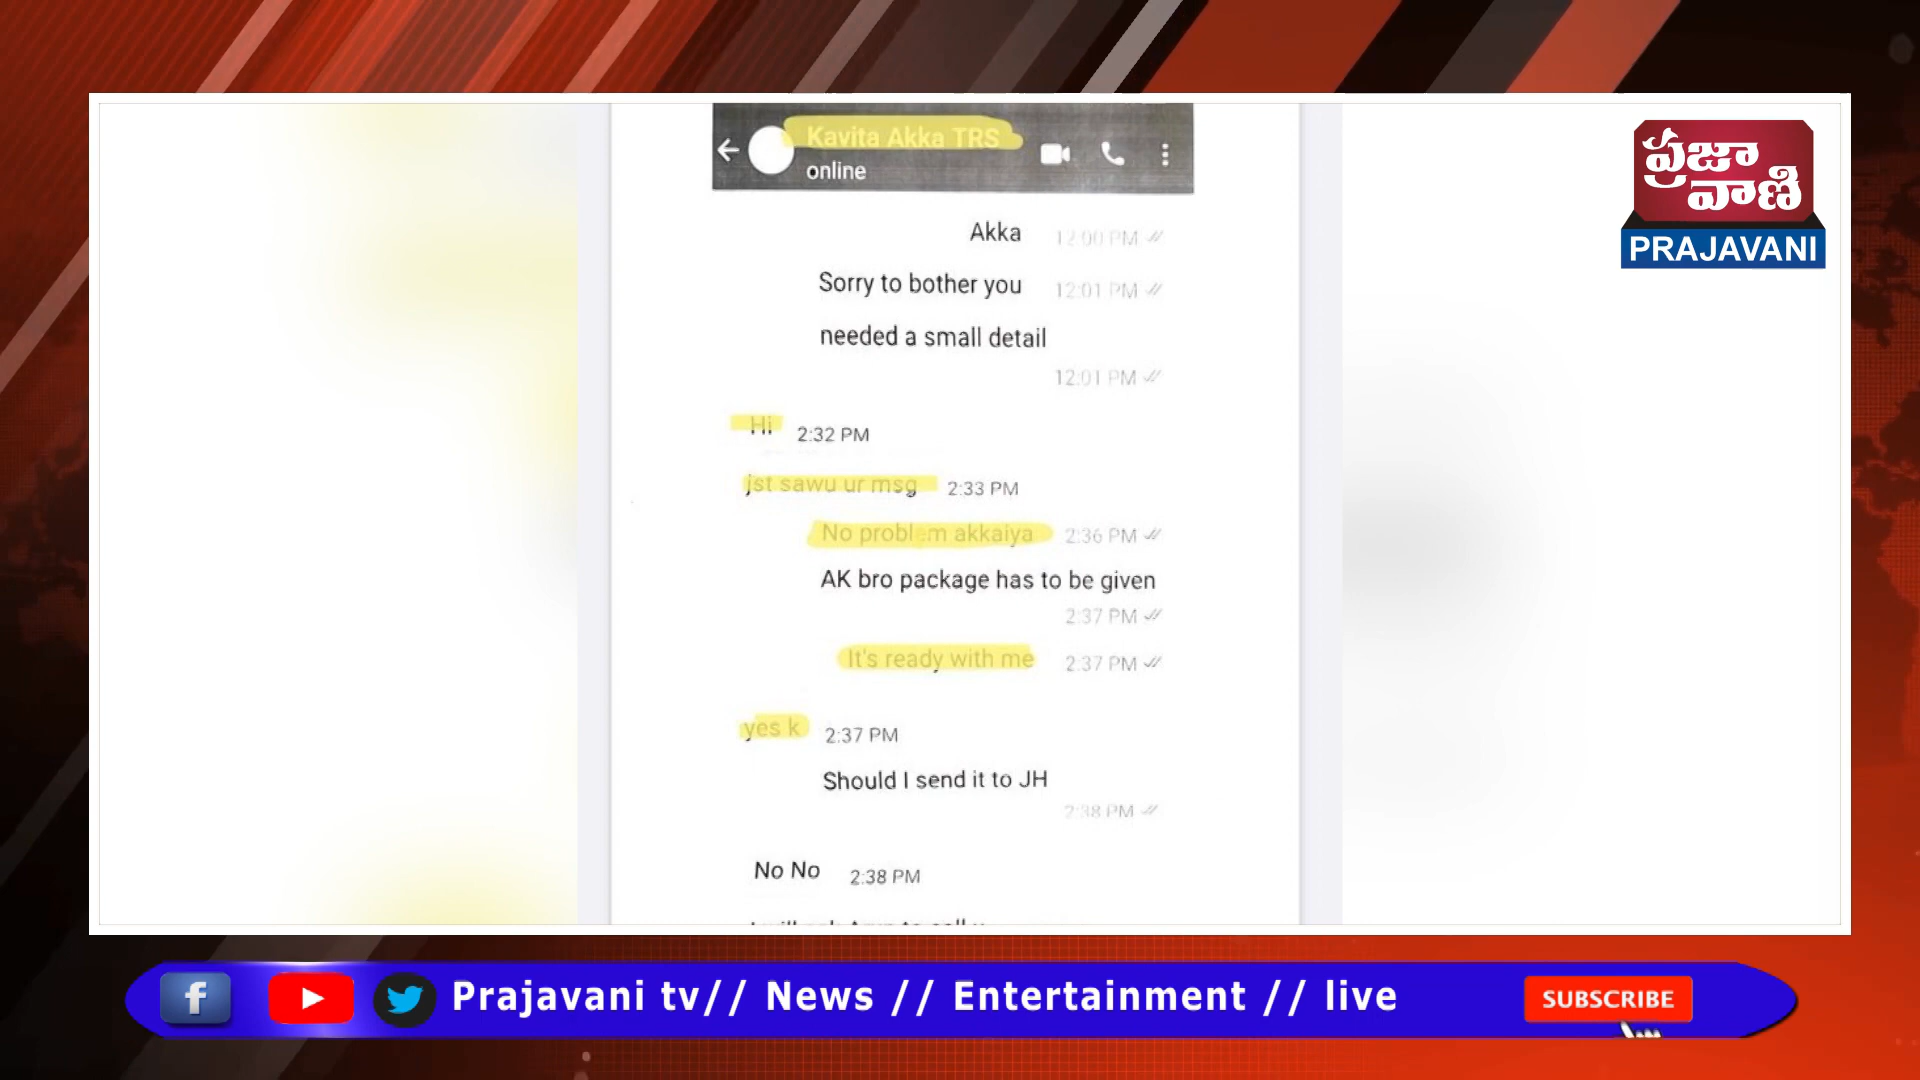 Kavita Akka TRS
online
ప్రజా
వాణి
PRAJAVANI
Akka 12:00 PM
Sorry to bother you 12:01 PM
needed a small detail
12:01 PM
Hi 2:32 PM
jst sawu ur msg 2:33 PM
No problem akkaiya 2:36 PM
AK bro package has to be given
2:37 PM
It's ready with me 2:37 PM
yes k 2:37 PM
Should I send it to JH
2:38 PM
No No 2:38 PM
Prajavani tv// News // Entertainment // live
SUBSCRIBE